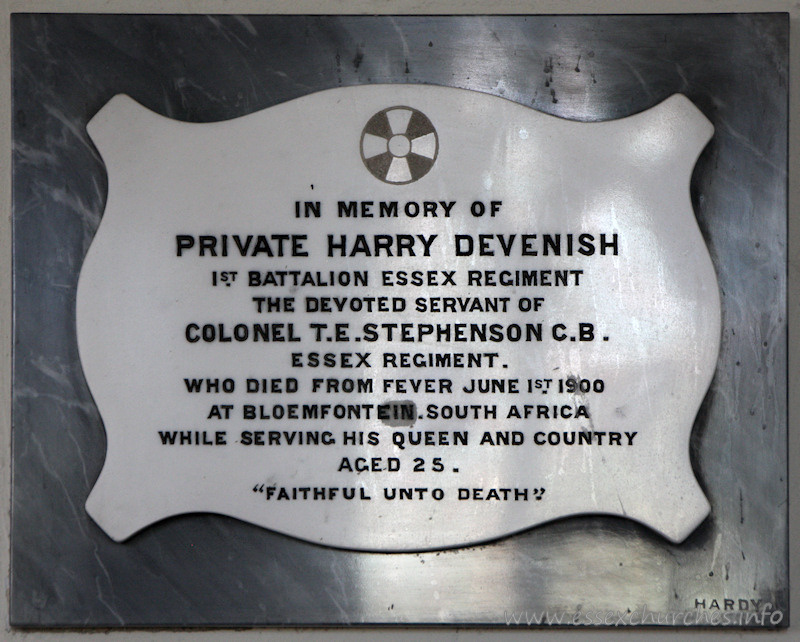 IN MEMORY OF
PRIVATE HARRY DEVENISH
1ST BATTALION ESSEX REGIMENT
THE DEVOTED SERVANT OF
COLONEL T.E.STEPHENSON C.B.
ESSEX REGIMENT.
WHO DIED FROM FEVER JUNE 1ST 1900
AT BLOEMFONTEIN. SOUTH AFRICA
WHILE SERVING HIS QUEEN AND COUNTRY
AGED 25.
"FAITHFUL UNTO DEATH".
HARDY
www.essexchurches.info